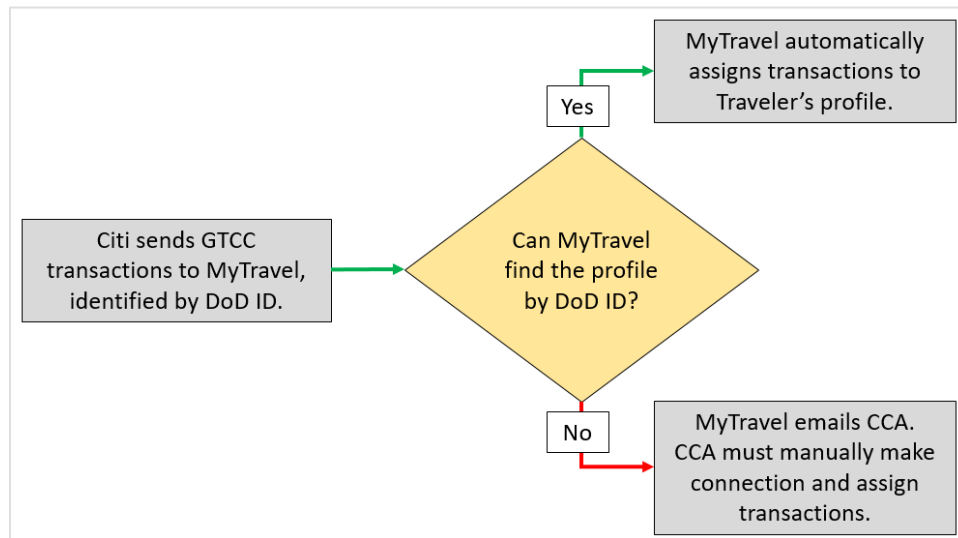 Citi sends GTCC
transactions to MyTravel,
identified by DoD ID.
Can MyTravel
find the profile
by DoD ID?
Yes
MyTravel automatically
assigns transactions to
Traveler’s profile.
No
MyTravel emails CCA.
CCA must manually make
connection and assign
transactions.